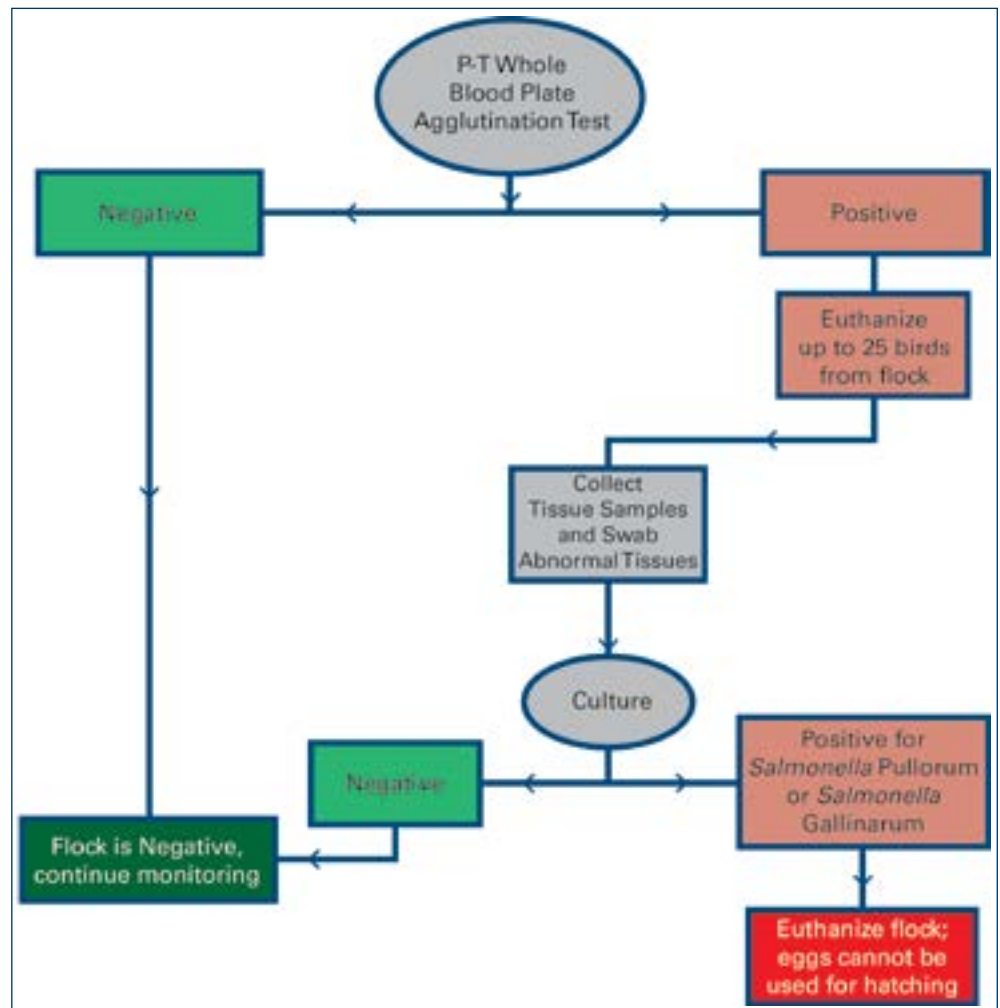 P-T Whole
Blood Plate
Agglutination Test
Negative
Positive
Euthanize
up to 25 birds
from flock
Collect
Tissue Samples
and Swab
Abnormal Tissues
Culture
Negative
Positive for
Salmonella Pullorum
or Salmonella
Gallinarum
Flock is Negative,
continue monitoring
Euthanize flock;
eggs cannot be
used for hatching